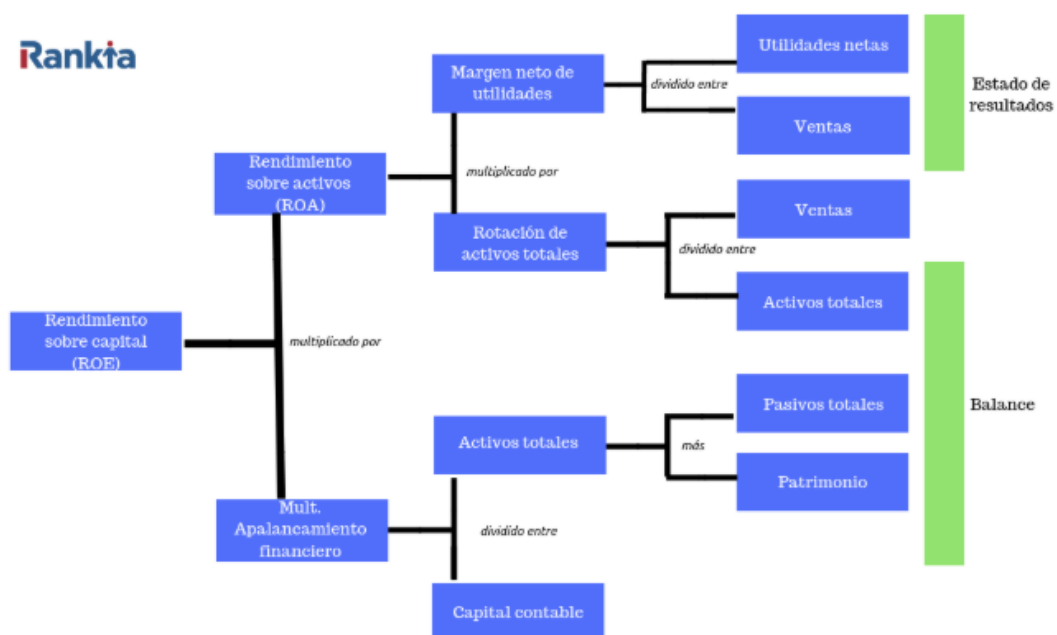 Rankia
Utilidades netas
Margen neto de
utilidades
dividido entre
Estado de
resultados
Ventas
Rendimiento
sobre activos
(ROA)
multiplicado por
Ventas
Rotación de
activos totales
dividido entre
Activos totales
Rendimiento
sobre capital
(ROE)
multiplicado por
Pasivos totales
Balance
Activos totales
más
Patrimonio
Mult.
Apalancamiento
financiero
dividido entre
Capital contable